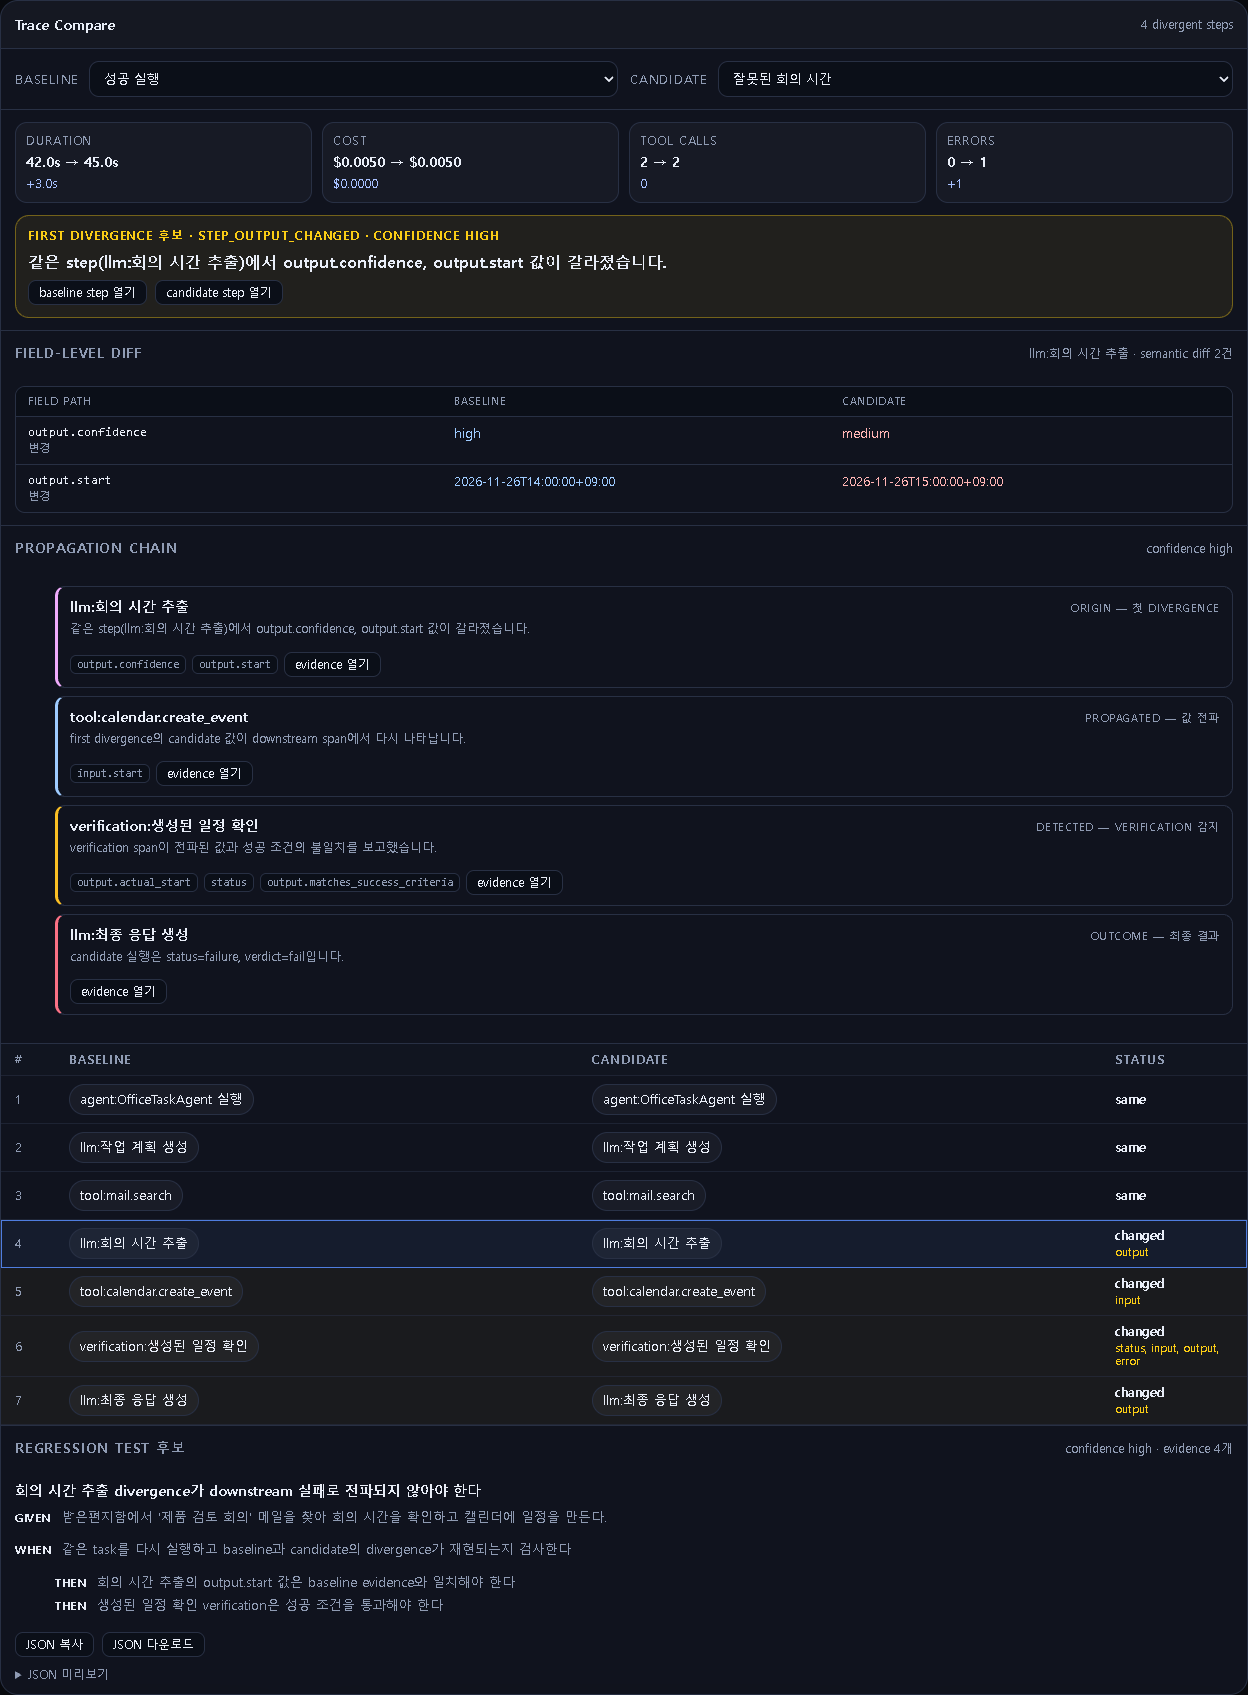 Trace Compare
4 divergent steps
BASELINE 성공 실행 CANDIDATE 잘못된 회의 시간
DURATION
42.0s → 45.0s
+3.0s
COST
$0.0050 → $0.0050
$0.0000
TOOL CALLS
2 → 2
0
ERRORS
0 → 1
+1
FIRST DIVERGENCE 후보 · STEP_OUTPUT_CHANGED · CONFIDENCE HIGH
같은 step(llm:회의 시간 추출)에서 output.confidence, output.start 값이 갈라졌습니다.
baseline step 열기 candidate step 열기
FIELD-LEVEL DIFF
llm:회의 시간 추출 · semantic diff 2건
FIELD PATH BASELINE CANDIDATE
output.confidence high medium
변경
output.start 2026-11-26T14:00:00+09:00 2026-11-26T15:00:00+09:00
변경
PROPAGATION CHAIN
confidence high
llm:회의 시간 추출
ORIGIN — 첫 DIVERGENCE
같은 step(llm:회의 시간 추출)에서 output.confidence, output.start 값이 갈라졌습니다.
output.confidence output.start evidence 열기
tool:calendar.create_event
PROPAGATED — 값 전파
first divergence의 candidate 값이 downstream span에서 다시 나타납니다.
input.start evidence 열기
verification:생성된 일정 확인
DETECTED — VERIFICATION 감지
verification span이 전파된 값과 성공 조건의 불일치를 보고했습니다.
output.actual_start status output.matches_success_criteria evidence 열기
llm:최종 응답 생성
OUTCOME — 최종 결과
candidate 실행은 status=failure, verdict=fail입니다.
evidence 열기
# BASELINE CANDIDATE STATUS
1 agent:OfficeTaskAgent 실행 agent:OfficeTaskAgent 실행 same
2 llm:작업 계획 생성 llm:작업 계획 생성 same
3 tool:mail.search tool:mail.search same
4 llm:회의 시간 추출 llm:회의 시간 추출 changed
output
5 tool:calendar.create_event tool:calendar.create_event changed
input
6 verification:생성된 일정 확인 verification:생성된 일정 확인 changed
status, input, output,
error
7 llm:최종 응답 생성 llm:최종 응답 생성 changed
output
REGRESSION TEST 후보
confidence high · evidence 4개
회의 시간 추출 divergence가 downstream 실패로 전파되지 않아야 한다
GIVEN 받은편지함에서 '제품 검토 회의' 메일을 찾아 회의 시간을 확인하고 캘린더에 일정을 만든다.
WHEN 같은 task를 다시 실행하고 baseline과 candidate의 divergence가 재현되는지 검사한다
THEN 회의 시간 추출의 output.start 값은 baseline evidence와 일치해야 한다
THEN 생성된 일정 확인 verification은 성공 조건을 통과해야 한다
JSON 복사 JSON 다운로드
▶ JSON 미리보기